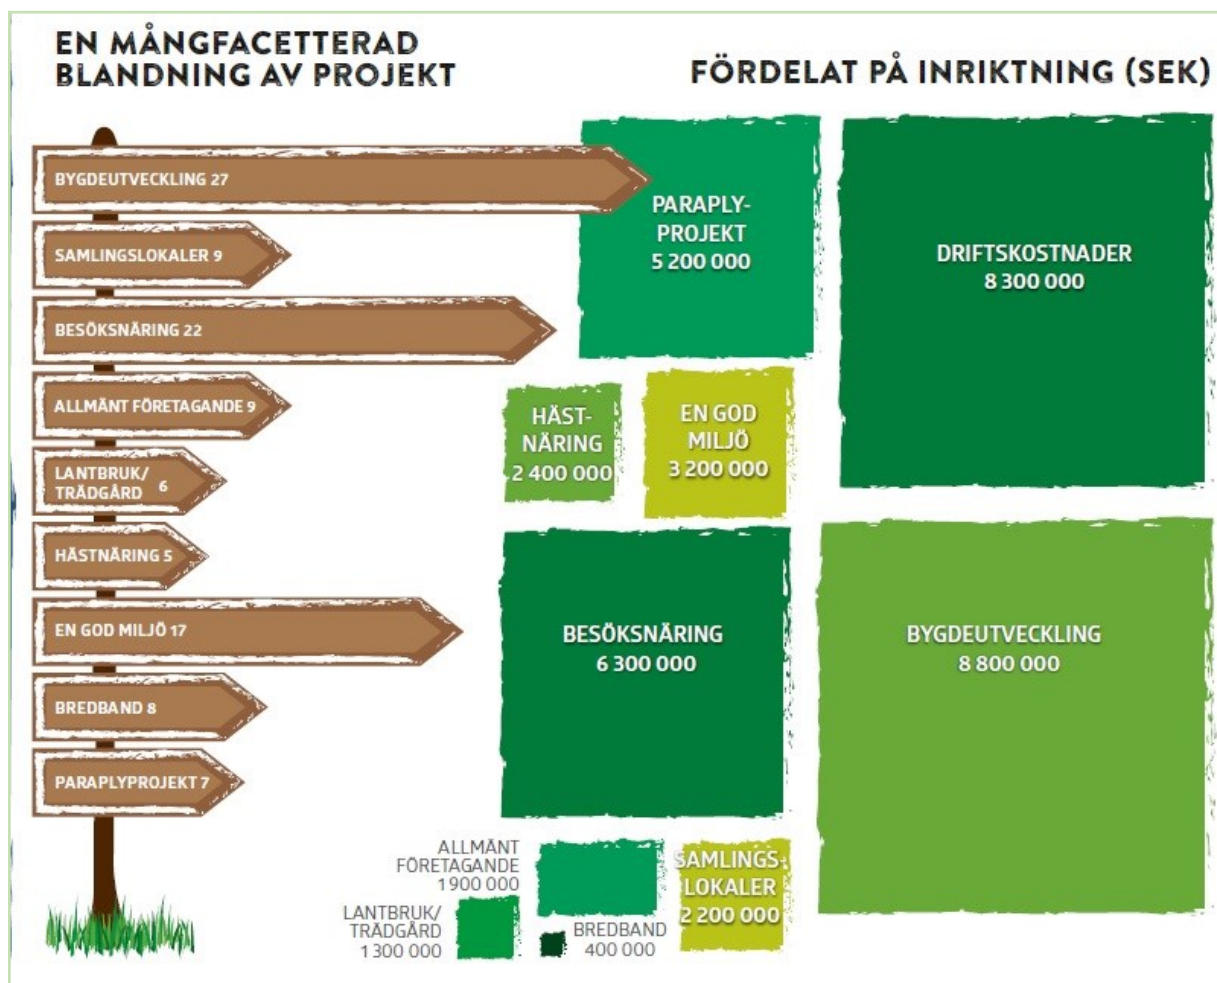 EN MÅNGFACETTERAD
BLANDNING AV PROJEKT
BYGDEUTVECKLING 27
SAMLINGSLOKALER 9
BESÖKSNÄRING 22
ALLMÄNT FÖRETAGANDE 9
LANTBRUK/
TRÄDGÅRD 6
HÄSTNÄRING 5
EN GOD MILJÖ 17
BREDBAND 8
PARAPLYPROJEKT 7
FÖRDELAT PÅ INRIKTNING (SEK)
PARAPLY-
PROJEKT
5 200 000
DRIFTSKOSTNADER
8 300 000
HÄST-
NÄRING
2 400 000
EN GOD
MILJÖ
3 200 000
BESÖKSNÄRING
6 300 000
BYGDEUTVECKLING
8 800 000
ALLMÄNT
FÖRETAGANDE
1 900 000
LANTBRUK/
TRÄDGÅRD
1 300 000
BREDBAND
400 000
SAMLINGS-
LOKALER
2 200 000